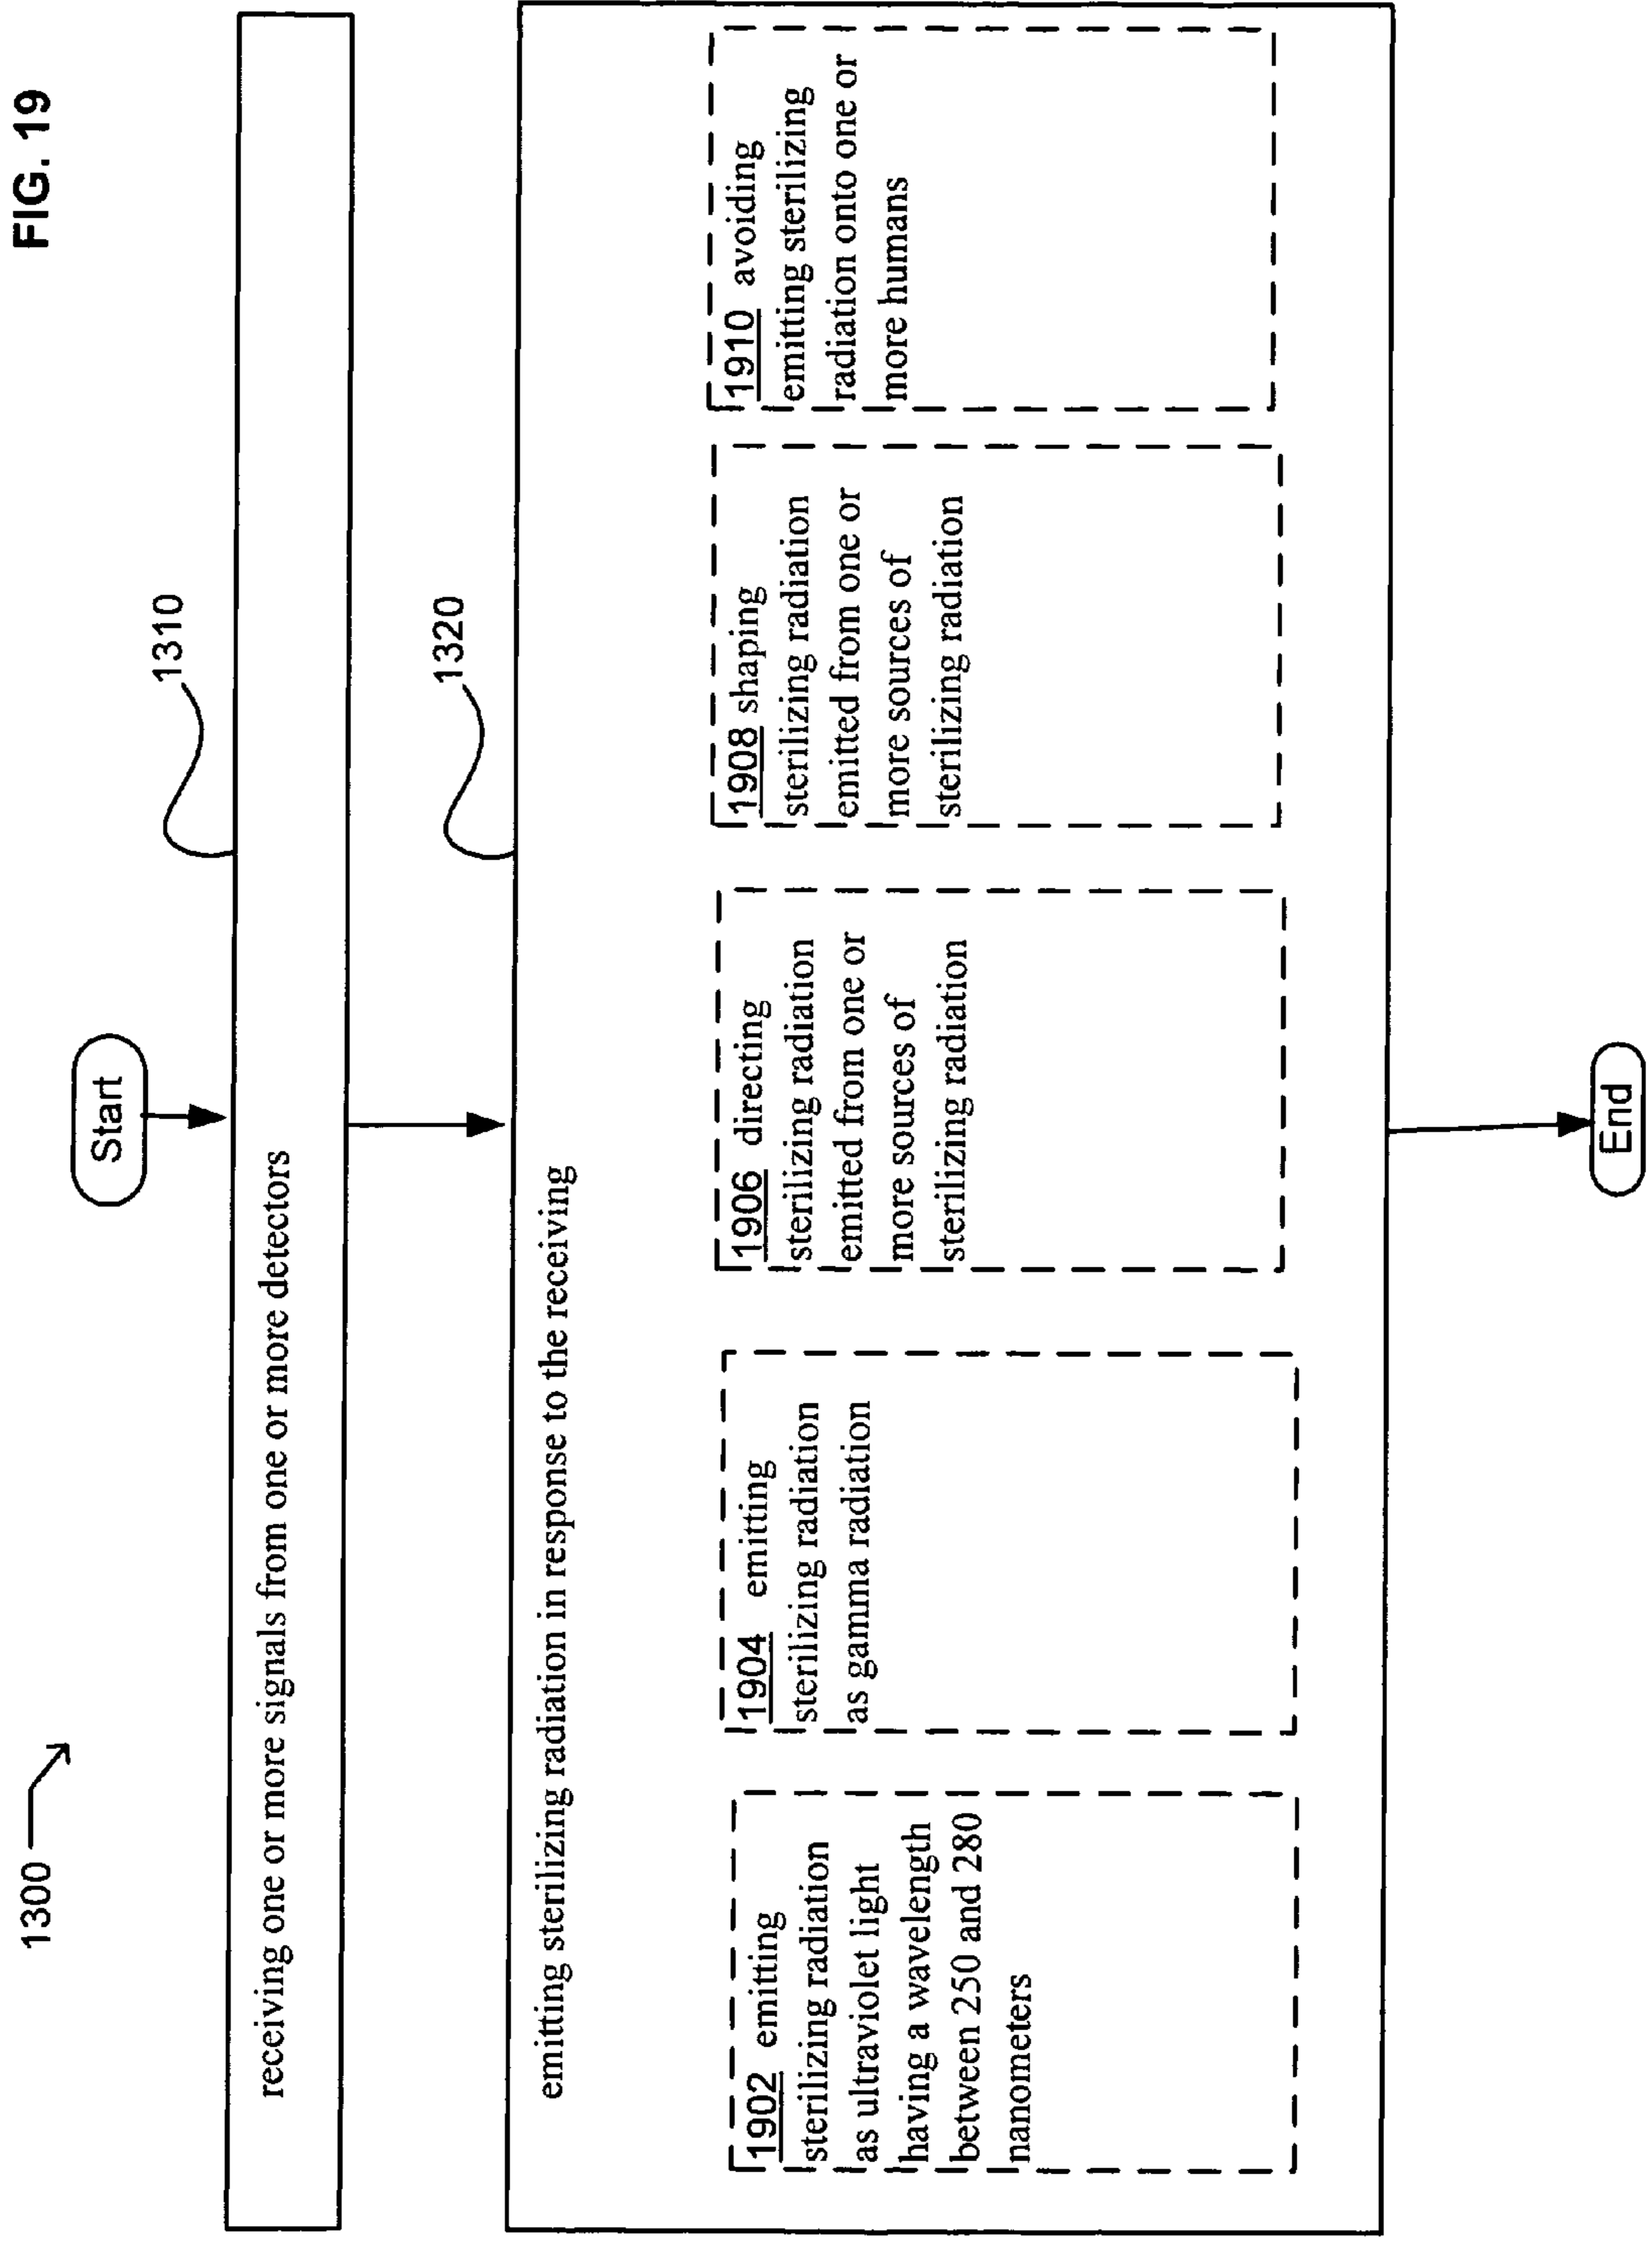 FIG. 19
1300
Start
1310
receiving one or more signals from one or more detectors
1320
emitting sterilizing radiation in response to the receiving
1902 emitting
sterilizing radiation
as ultraviolet light
having a wavelength
between 250 and 280
nanometers
1904 emitting
sterilizing radiation
as gamma radiation
1906 directing
sterilizing radiation
emitted from one or
more sources of
sterilizing radiation
1908 shaping
sterilizing radiation
emitted from one or
more sources of
sterilizing radiation
1910 avoiding
emitting sterilizing
radiation onto one or
more humans
End